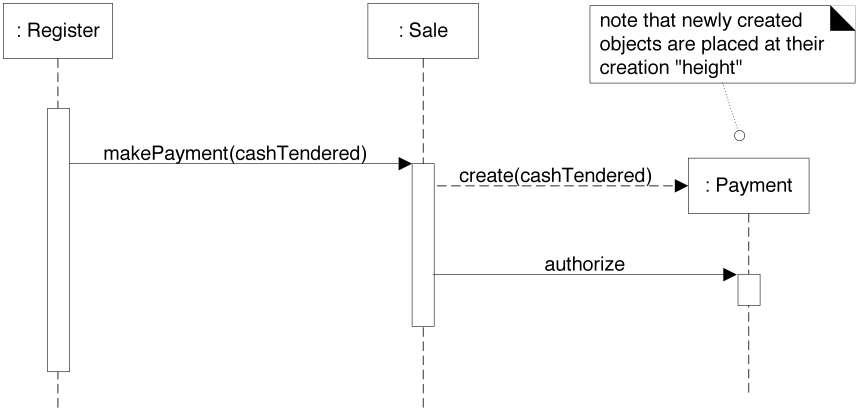 : Register
: Sale
note that newly created
objects are placed at their
creation "height"
makePayment(cashTendered)
create(cashTendered)
: Payment
authorize